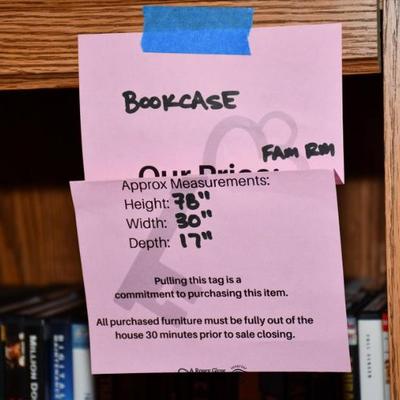 BOOKCASE
FAM RM
Our Price:
Approx Measurements:
Height: 78"
Width: 30"
Depth: 17"
Pulling this tag is a
commitment to purchasing this item.
All purchased furniture must be fully out of the
house 30 minutes prior to sale closing.
MILLION DO